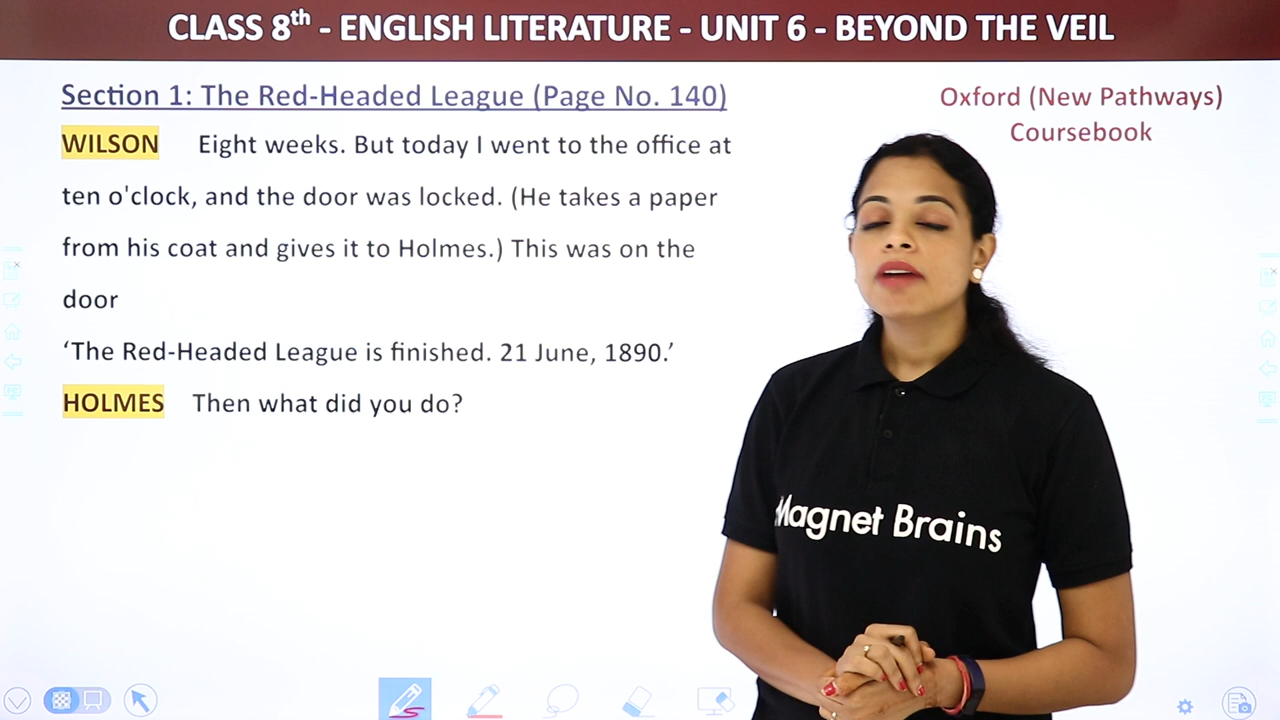 CLASS 8th - ENGLISH LITERATURE - UNIT 6 - BEYOND THE VEIL
Section 1: The Red-Headed League (Page No. 140)
Oxford (New Pathways)
Coursebook
WILSON Eight weeks. But today I went to the office at
ten o'clock, and the door was locked. (He takes a paper
from his coat and gives it to Holmes.) This was on the
door
‘The Red-Headed League is finished. 21 June, 1890.’
HOLMES Then what did you do?
Magnet Brains